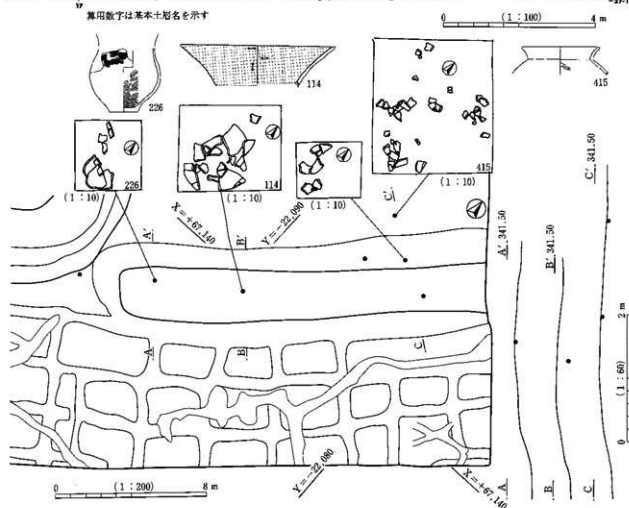 17
算用数字は基本土層名を示す
0 (1:100) 4 m
226
114
415
226
(1:10)
114
(1:10)
(1:10)
415
(1:10)
X=+67,140
Y=-22,090
A'
B'
C'
A' 341.50
B' 341.50
C' 341.50
A
B
C
0 (1:60) 2 m
A
B
C
Y=-22,080
X=+67,140
0 (1:200) 8 m